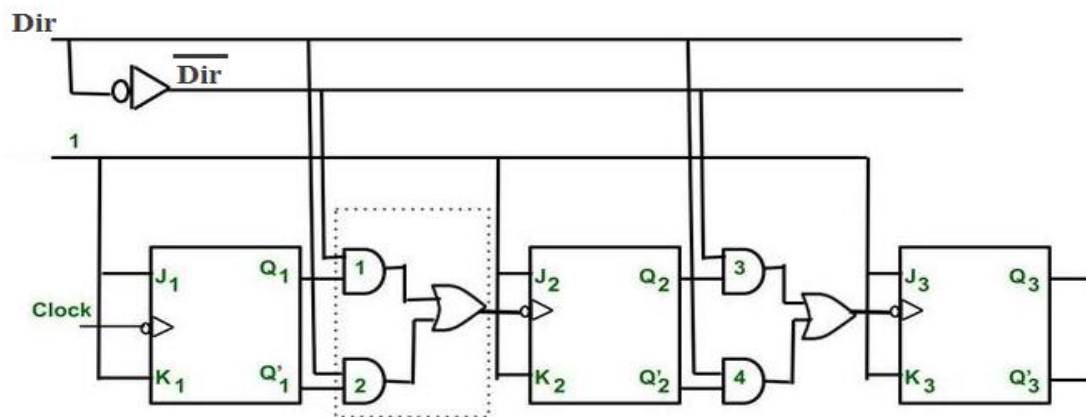 Dir
D̅i̅r̅
1
J1 Q1 1 J2 Q2 3 J3 Q3
Clock
K1 Q'1 2 K2 Q'2 4 K3 Q'3